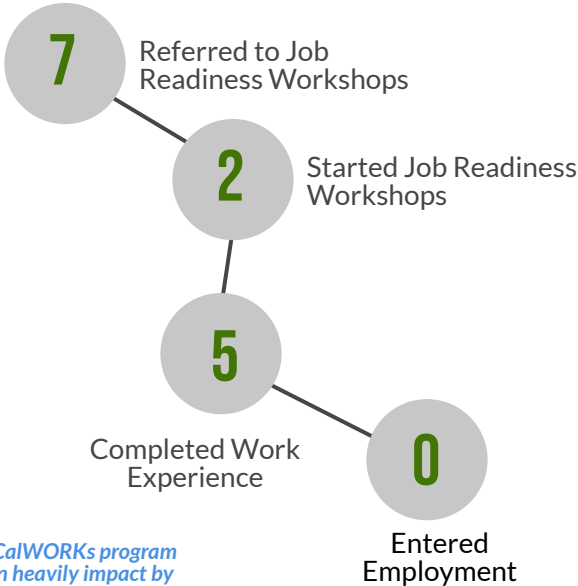 7
Referred to Job
Readiness Workshops
2
Started Job Readiness
Workshops
5
Completed Work
Experience
0
Entered
Employment
CalWORKs program
heavily impact by